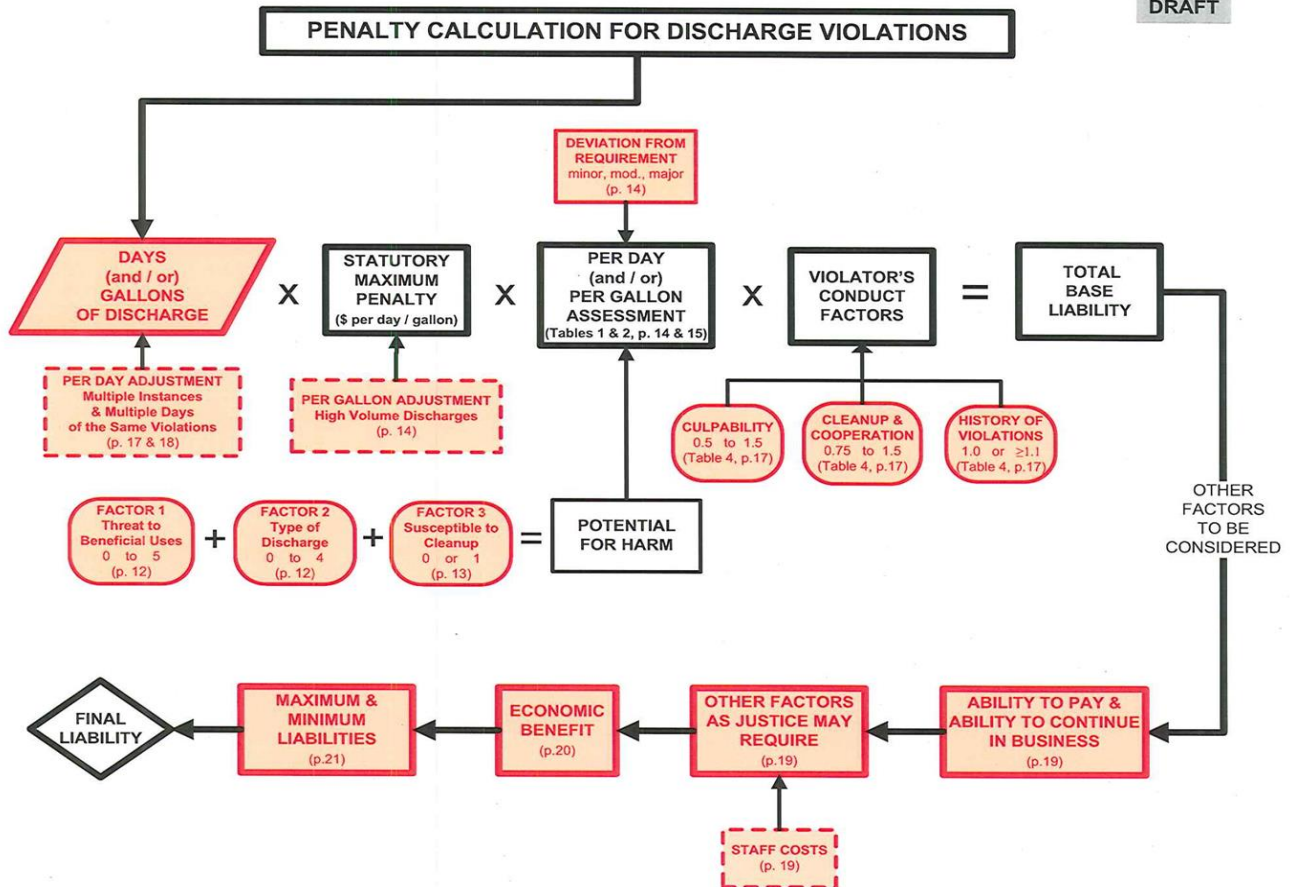 DRAFT
PENALTY CALCULATION FOR DISCHARGE VIOLATIONS
DEVIATION FROM
REQUIREMENT
minor, mod., major
(p. 14)
DAYS
(and / or)
GALLONS
OF DISCHARGE
X
STATUTORY
MAXIMUM
PENALTY
($ per day / gallon)
X
PER DAY
(and / or)
PER GALLON
ASSESSMENT
(Tables 1 & 2, p. 14 & 15)
X
VIOLATOR'S
CONDUCT
FACTORS
=
TOTAL
BASE
LIABILITY
PER DAY ADJUSTMENT
Multiple Instances
& Multiple Days
of the Same Violations
(p. 17 & 18)
PER GALLON ADJUSTMENT
High Volume Discharges
(p. 14)
CULPABILITY
0.5 to 1.5
(Table 4, p.17)
CLEANUP &
COOPERATION
0.75 to 1.5
(Table 4, p.17)
HISTORY OF
VIOLATIONS
1.0 or ≥1.1
(Table 4, p.17)
FACTOR 1
Threat to
Beneficial Uses
0 to 5
(p. 12)
+
FACTOR 2
Type of
Discharge
0 to 4
(p. 12)
+
FACTOR 3
Susceptible to
Cleanup
0 or 1
(p. 13)
=
POTENTIAL
FOR HARM
OTHER
FACTORS
TO BE
CONSIDERED
FINAL
LIABILITY
MAXIMUM &
MINIMUM
LIABILITIES
(p.21)
ECONOMIC
BENEFIT
(p.20)
OTHER FACTORS
AS JUSTICE MAY
REQUIRE
(p.19)
ABILITY TO PAY &
ABILITY TO CONTINUE
IN BUSINESS
(p.19)
STAFF COSTS
(p. 19)